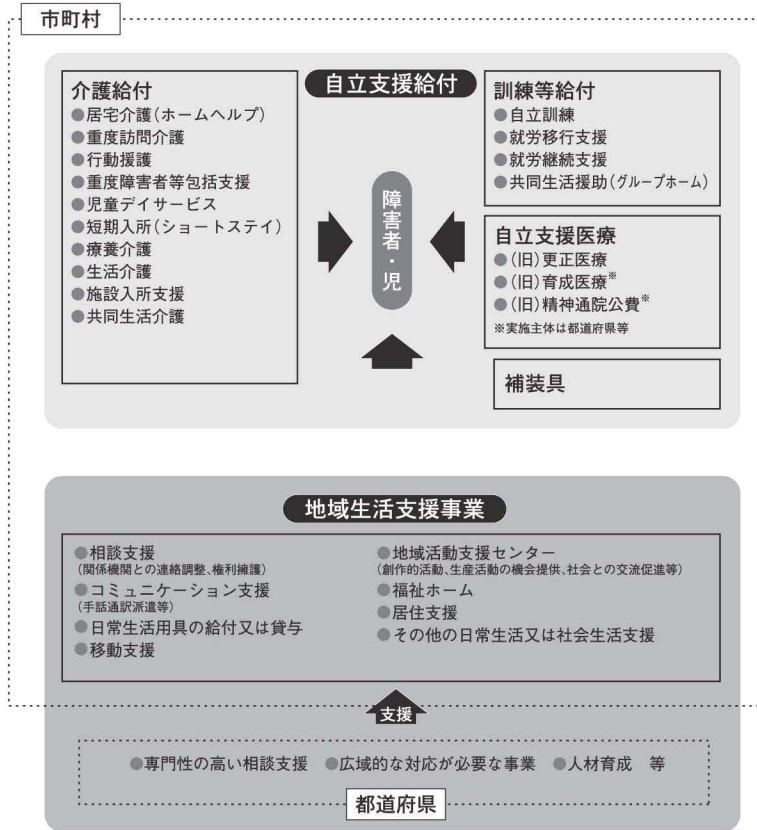 市町村
自立支援給付
介護給付
●居宅介護(ホームヘルプ)
●重度訪問介護
●行動援護
●重度障害者等包括支援
●児童デイサービス
●短期入所(ショートステイ)
●療養介護
●生活介護
●施設入所支援
●共同生活介護
障害者・児
訓練等給付
●自立訓練
●就労移行支援
●就労継続支援
●共同生活援助(グループホーム)
自立支援医療
●(旧)更正医療
●(旧)育成医療※
●(旧)精神通院公費※
※実施主体は都道府県等
補装具
地域生活支援事業
●相談支援
(関係機関との連絡調整、権利擁護)
●コミュニケーション支援
(手話通訳派遣等)
●日常生活用具の給付又は貸与
●移動支援
●地域活動支援センター
(創作的活動、生産活動の機会提供、社会との交流促進等)
●福祉ホーム
●居住支援
●その他の日常生活又は社会生活支援
支援
●専門性の高い相談支援 ●広域的な対応が必要な事業 ●人材育成 等
都道府県